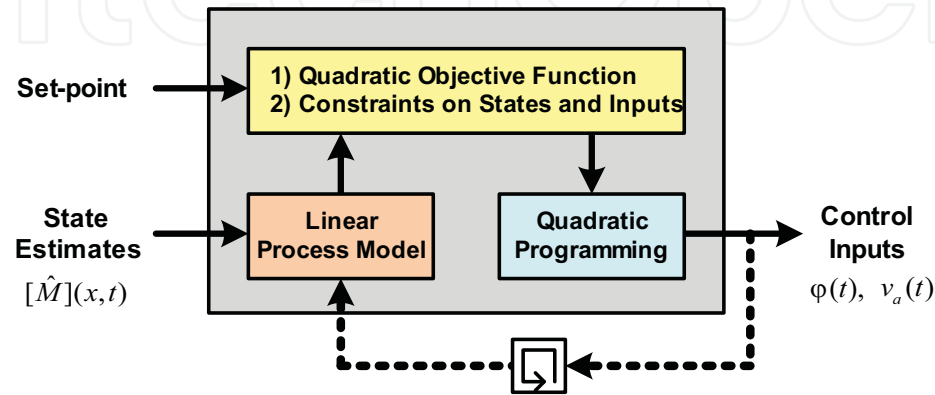 Set-point
1) Quadratic Objective Function
2) Constraints on States and Inputs
State
Estimates
[M̂](x,t)
Linear
Process Model
Quadratic
Programming
Control
Inputs
φ(t), v_a(t)